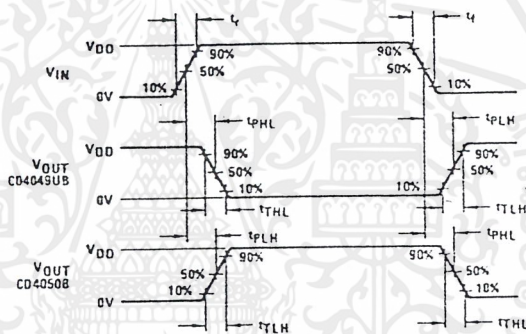 tr tf
VDD 90% 90%
VIN 50% 50%
10% 10%
0V
tPHL tPLH
VDD 90% 90%
VOUT 50% 50%
CD4049UB 10% 10%
0V
tTHL tTLH
tPLH tPHL
VDD 90% 90%
VOUT 50% 50%
CD4050B 10% 10%
0V
tTLH tTHL